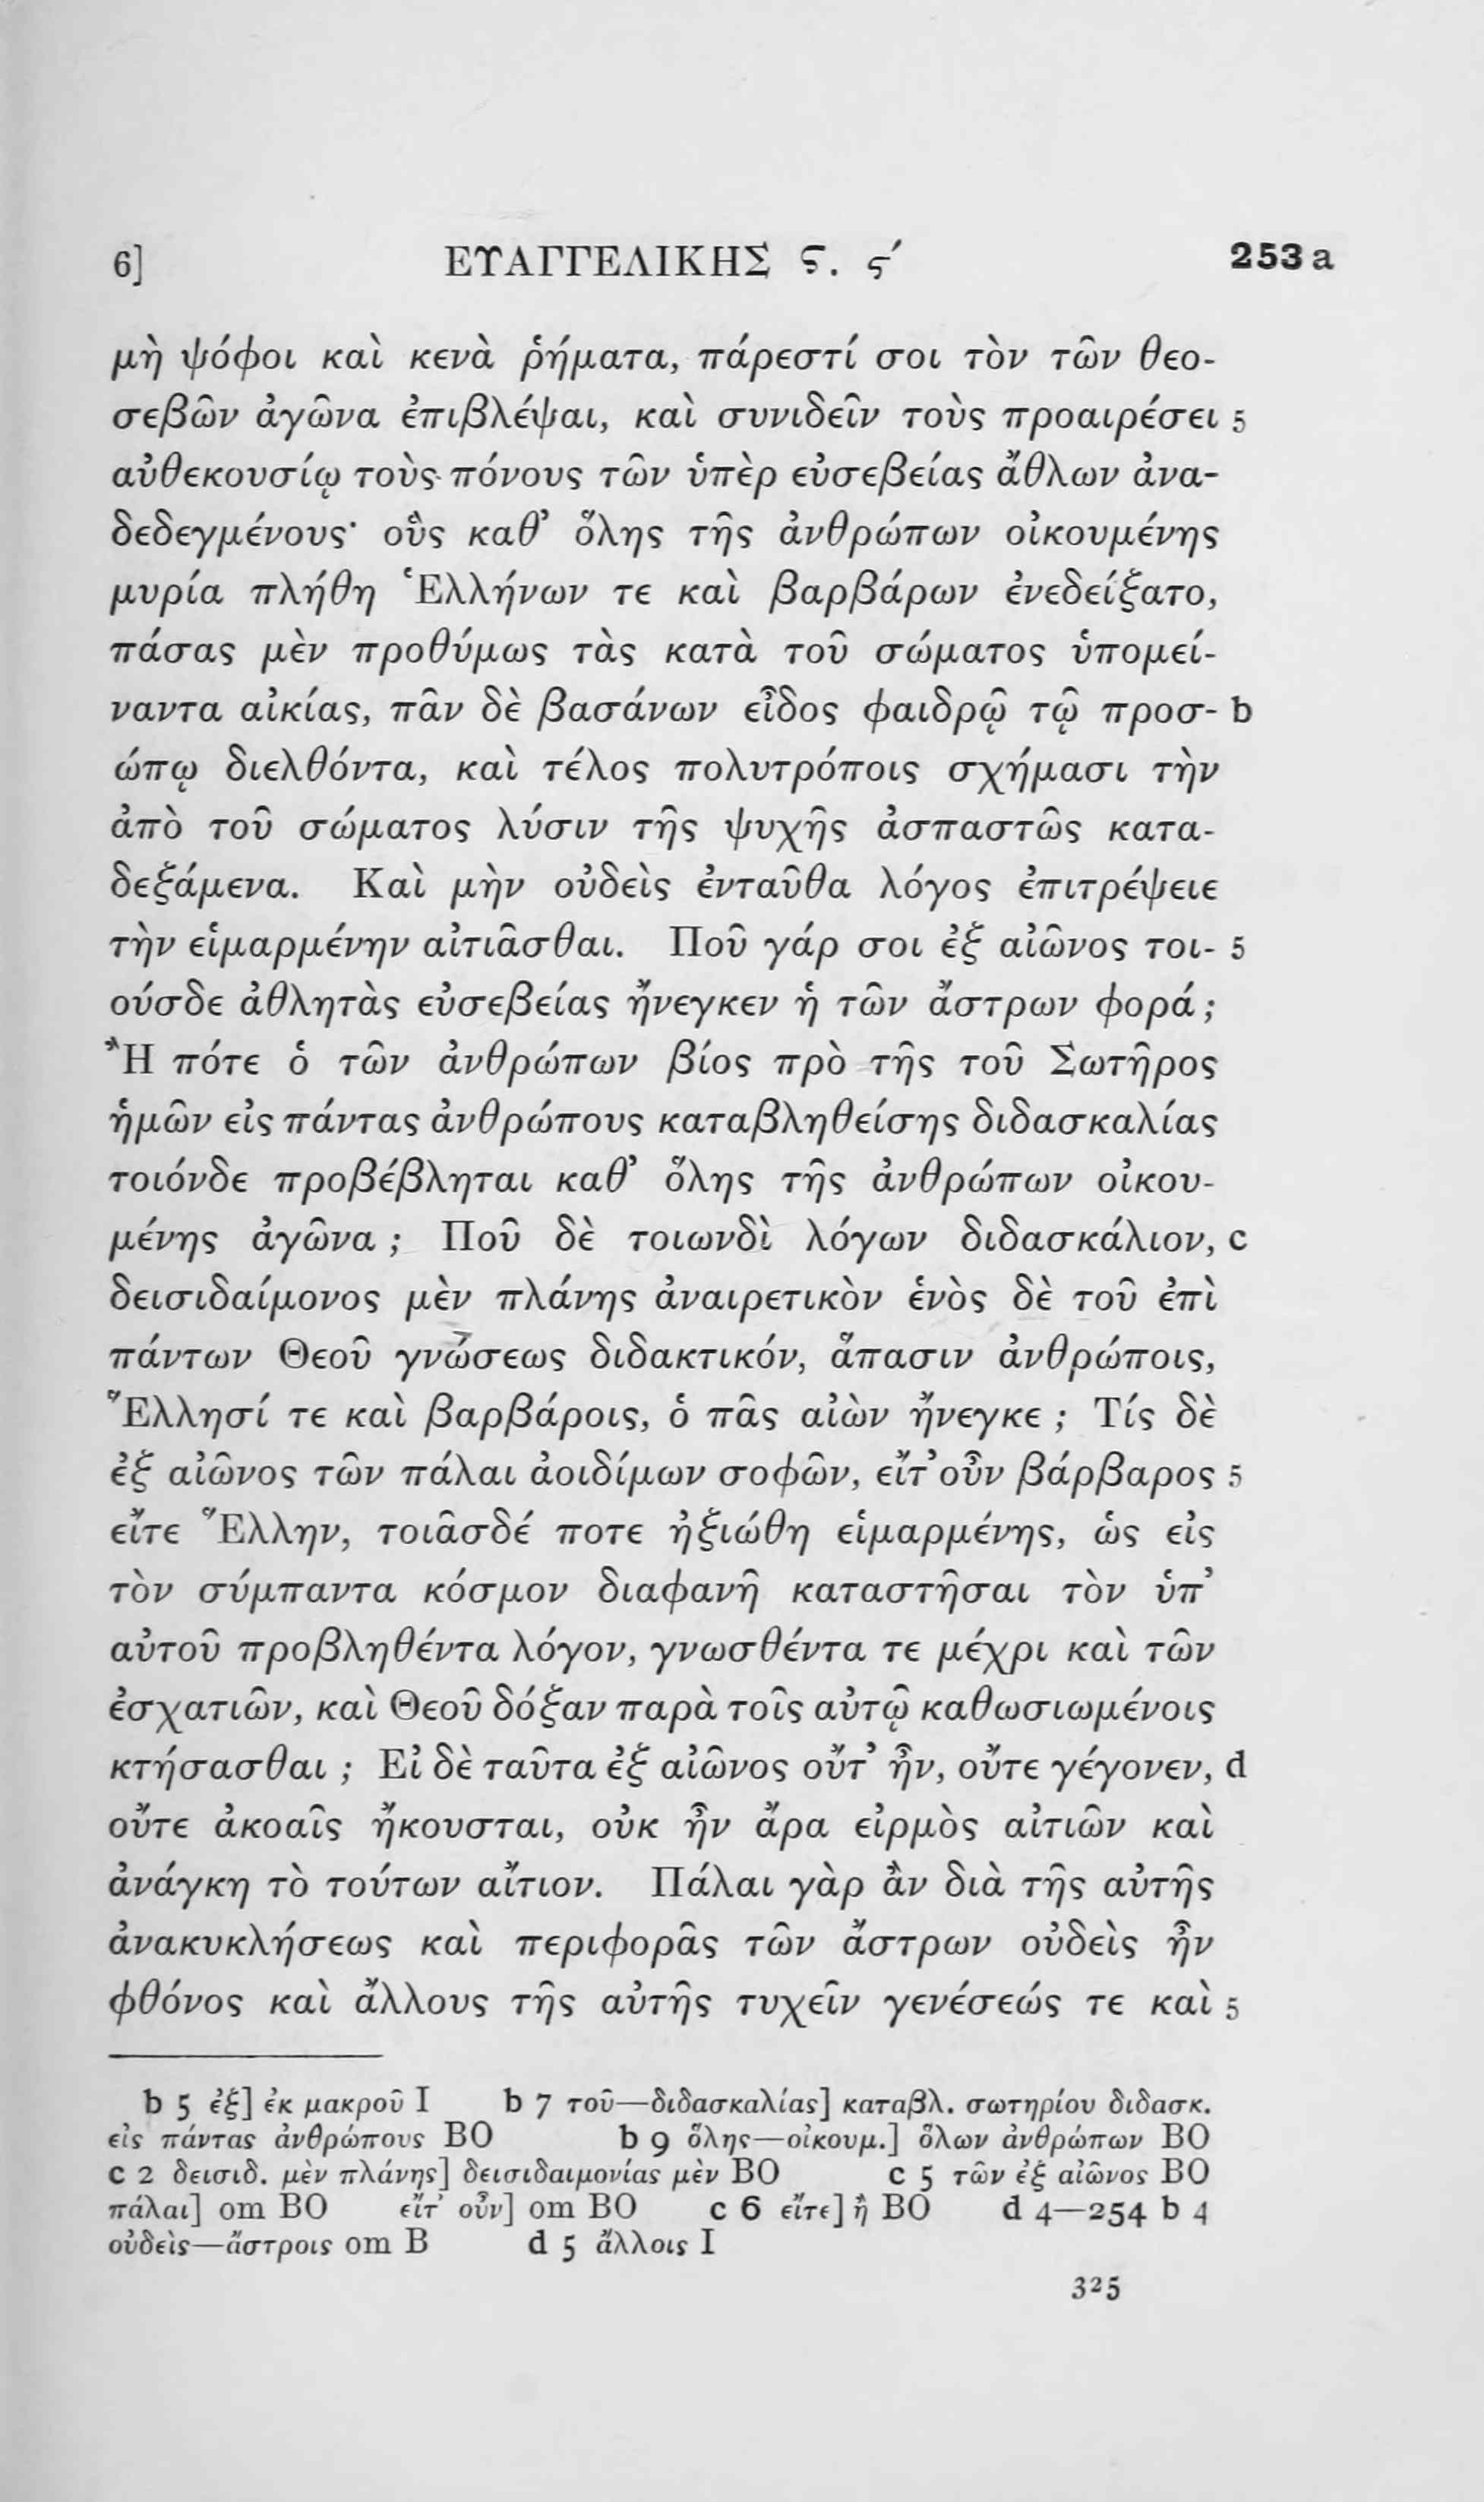 6] ΕΥΑΓΓΕΛΙΚΗΣ ϛ. ϛ′ 253 a
μὴ ψόφοι καὶ κενὰ ῥήματα, πάρεστί σοι τὸν τῶν θεο-
σεβῶν ἀγῶνα ἐπιβλέψαι, καὶ συνιδεῖν τοὺς προαιρέσει 5
αὐθεκουσίῳ τοὺς πόνους τῶν ὑπὲρ εὐσεβείας ἄθλων ἀνα-
δεδεγμένους· οὓς καθ’ ὅλης τῆς ἀνθρώπων οἰκουμένης
μυρία πλήθη Ἑλλήνων τε καὶ βαρβάρων ἐνεδείξατο,
πάσας μὲν προθύμως τὰς κατὰ τοῦ σώματος ὑπομεί-
ναντα αἰκίας, πᾶν δὲ βασάνων εἶδος φαιδρῷ τῷ προσ- b
ώπῳ διελθόντα, καὶ τέλος πολυτρόποις σχήμασι τὴν
ἀπὸ τοῦ σώματος λύσιν τῆς ψυχῆς ἀσπαστῶς κατα-
δεξάμενα. Καὶ μὴν οὐδεὶς ἐνταῦθα λόγος ἐπιτρέψειε
τὴν εἱμαρμένην αἰτιᾶσθαι. Ποῦ γάρ σοι ἐξ αἰῶνος τοι- 5
ούσδε ἀθλητὰς εὐσεβείας ἤνεγκεν ἡ τῶν ἄστρων φορά;
Ἢ πότε ὁ τῶν ἀνθρώπων βίος πρὸ τῆς τοῦ Σωτῆρος
ἡμῶν εἰς πάντας ἀνθρώπους καταβληθείσης διδασκαλίας
τοιόνδε προβέβληται καθ’ ὅλης τῆς ἀνθρώπων οἰκου-
μένης ἀγῶνα ; Ποῦ δὲ τοιωνδὶ λόγων διδασκάλιον, c
δεισιδαίμονος μὲν πλάνης ἀναιρετικὸν ἑνὸς δὲ τοῦ ἐπὶ
πάντων Θεοῦ γνώσεως διδακτικόν, ἅπασιν ἀνθρώποις,
Ἕλλησί τε καὶ βαρβάροις, ὁ πᾶς αἰὼν ἤνεγκε ; Τίς δὲ
ἐξ αἰῶνος τῶν πάλαι ἀοιδίμων σοφῶν, εἴτ’ οὖν βάρβαρος 5
εἴτε Ἕλλην, τοιᾶσδέ ποτε ἠξιώθη εἱμαρμένης, ὡς εἰς
τὸν σύμπαντα κόσμον διαφανῆ καταστῆσαι τὸν ὑπ’
αὐτοῦ προβληθέντα λόγον, γνωσθέντα τε μέχρι καὶ τῶν
ἐσχατιῶν, καὶ Θεοῦ δόξαν παρὰ τοῖς αὐτῷ καθωσιωμένοις
κτήσασθαι ; Εἰ δὲ ταῦτα ἐξ αἰῶνος οὔτ’ ἦν, οὔτε γέγονεν, d
οὔτε ἀκοαῖς ἤκουσται, οὐκ ἦν ἄρα εἱρμὸς αἰτιῶν καὶ
ἀνάγκη τὸ τούτων αἴτιον. Πάλαι γὰρ ἂν διὰ τῆς αὐτῆς
ἀνακυκλήσεως καὶ περιφορᾶς τῶν ἄστρων οὐδεὶς ἦν
φθόνος καὶ ἄλλους τῆς αὐτῆς τυχεῖν γενέσεώς τε καὶ 5
b 5 ἐξ] ἐκ μακροῦ I b 7 τοῦ—διδασκαλίας] καταβλ. σωτηρίου διδασκ.
εἰς πάντας ἀνθρώπους BO b 9 ὅλης—οἰκουμ.] ὅλων ἀνθρώπων BO
c 2 δεισιδ. μὲν πλάνης] δεισιδαιμονίας μὲν BO c 5 τῶν ἐξ αἰῶνος BO
πάλαι] om BO εἴτ’ οὖν] om BO c 6 εἴτε] ἢ BO d 4—254 b 4
οὐδεὶς—ἄστροις om B d 5 ἄλλοις I
325